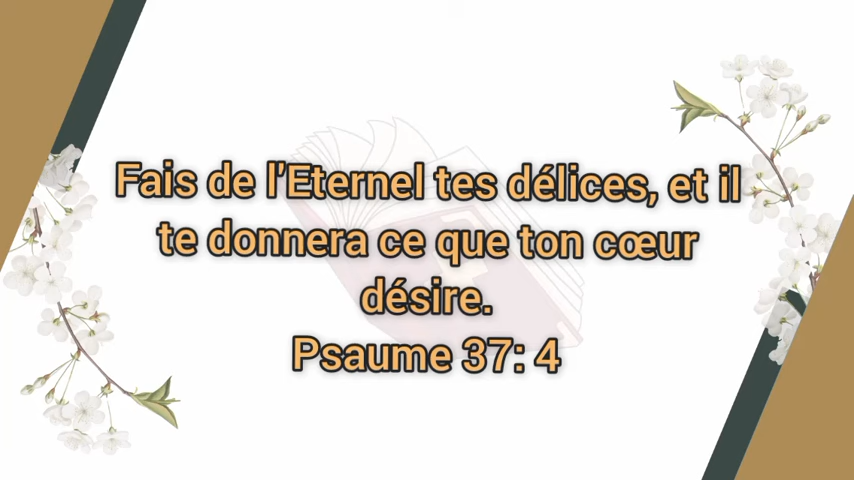 Fais de l'Eternel tes délices, et il
te donnera ce que ton cœur
désire.
Psaume 37: 4